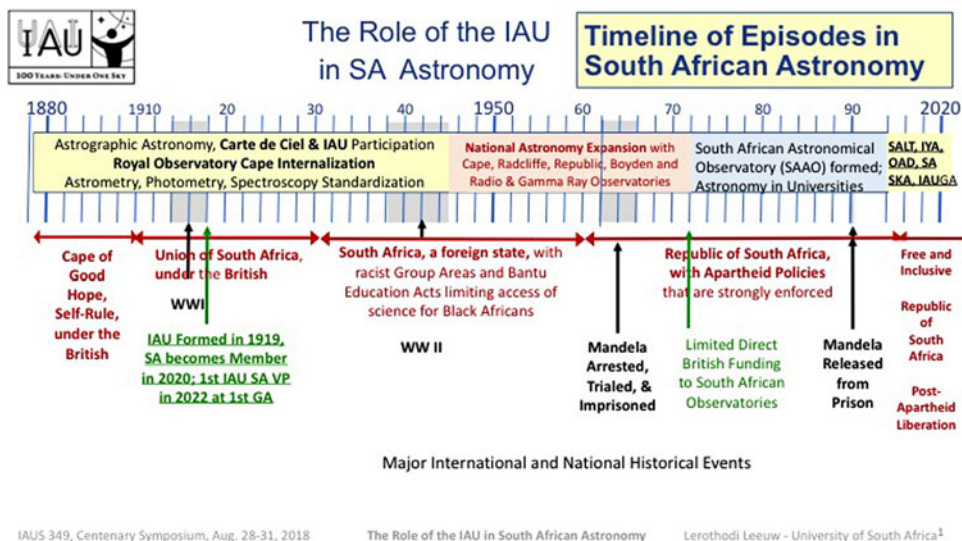 IAU
100 YEARS: UNDER ONE SKY
The Role of the IAU
in SA Astronomy
Timeline of Episodes in
South African Astronomy
1880 1910 20 30 40 1950 60 70 80 90 2020
Astrographic Astronomy, Carte de Ciel & IAU Participation
Royal Observatory Cape Internalization
Astrometry, Photometry, Spectroscopy Standardization
National Astronomy Expansion with
Cape, Radcliffe, Republic, Boyden and
Radio & Gamma Ray Observatories
South African Astronomical
Observatory (SAAO) formed;
Astronomy in Universities
SALT, IYA,
OAD, SA
SKA, IAUGA
Cape of
Good
Hope,
Self-Rule,
under the
British
Union of South Africa,
under the British
WWI
IAU Formed in 1919,
SA becomes Member
in 2020; 1st IAU SA VP
in 2022 at 1st GA
South Africa, a foreign state, with
racist Group Areas and Bantu
Education Acts limiting access of
science for Black Africans
WW II
Republic of South Africa,
with Apartheid Policies
that are strongly enforced
Mandela
Arrested,
Trialed, &
Imprisoned
Limited Direct
British Funding
to South African
Observatories
Mandela
Released
from
Prison
Free and
Inclusive
Republic
of
South
Africa
Post-
Apartheid
Liberation
Major International and National Historical Events
IAUS 349, Centenary Symposium, Aug. 28-31, 2018
The Role of the IAU in South African Astronomy
Lerothodi Leeuw - University of South Africa1